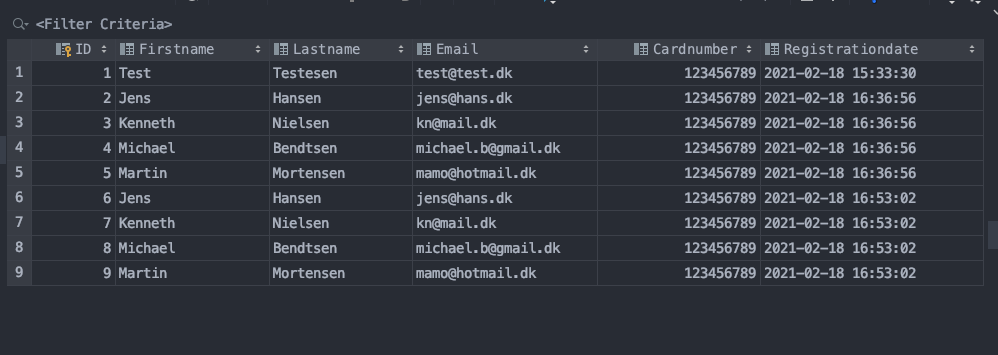 <Filter Criteria>
ID Firstname Lastname Email Cardnumber Registrationdate
1 1 Test Testesen test@test.dk 123456789 2021-02-18 15:33:30
2 2 Jens Hansen jens@hans.dk 123456789 2021-02-18 16:36:56
3 3 Kenneth Nielsen kn@mail.dk 123456789 2021-02-18 16:36:56
4 4 Michael Bendtsen michael.b@gmail.dk 123456789 2021-02-18 16:36:56
5 5 Martin Mortensen mamo@hotmail.dk 123456789 2021-02-18 16:36:56
6 6 Jens Hansen jens@hans.dk 123456789 2021-02-18 16:53:02
7 7 Kenneth Nielsen kn@mail.dk 123456789 2021-02-18 16:53:02
8 8 Michael Bendtsen michael.b@gmail.dk 123456789 2021-02-18 16:53:02
9 9 Martin Mortensen mamo@hotmail.dk 123456789 2021-02-18 16:53:02